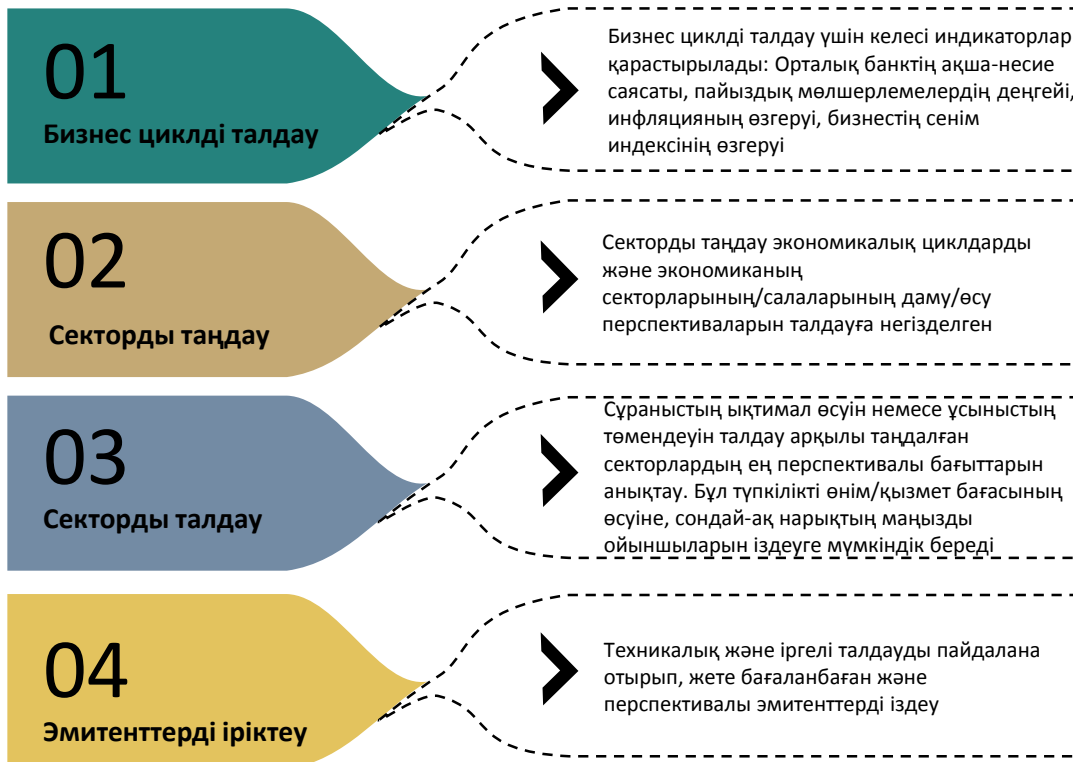 01
Бизнес циклді талдау
Бизнес циклді талдау үшін келесі индикаторлар
қарастырылады: Орталық банктің ақша-несие
саясаты, пайыздық мөлшерлемелердің деңгейі,
инфляцияның өзгеруі, бизнестің сенім
индексінің өзгеруі
02
Секторды таңдау
Секторды таңдау экономикалық циклдарды
және экономиканың
секторларының/салаларының даму/өсу
перспективаларын талдауға негізделген
03
Секторды талдау
Сұраныстың ықтимал өсуін немесе ұсыныстың
төмендеуін талдау арқылы таңдалған
секторлардың ең перспективалы бағыттарын
анықтау. Бұл түпкілікті өнім/қызмет бағасының
өсуіне, сондай-ақ нарықтың маңызды
ойыншыларын іздеуге мүмкіндік береді
04
Эмитенттерді іріктеу
Техникалық және іргелі талдауды пайдалана
отырып, жете бағаланбаған және
перспективалы эмитенттерді іздеу